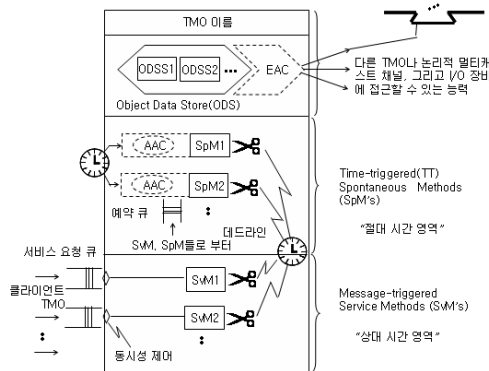 TMO 이름
ODSS1 ODSS2 ... EAC
Object Data Store(ODS)
다른 TMO나 논리적 멀티캐
스트 채널, 그리고 I/O 장비
에 접근할 수 있는 능력
AAC SpM1
AAC SpM2
예약 큐
SvM, SpM들로 부터
데드라인
Time-triggered(TT)
Spontaneous Methods
(SpM's)
"절대 시간 영역"
서비스 요청 큐
클라이언트
TMO
SvM1
SvM2
동시성 제어
Message-triggered
Service Methods (SvM's)
"상대 시간 영역"